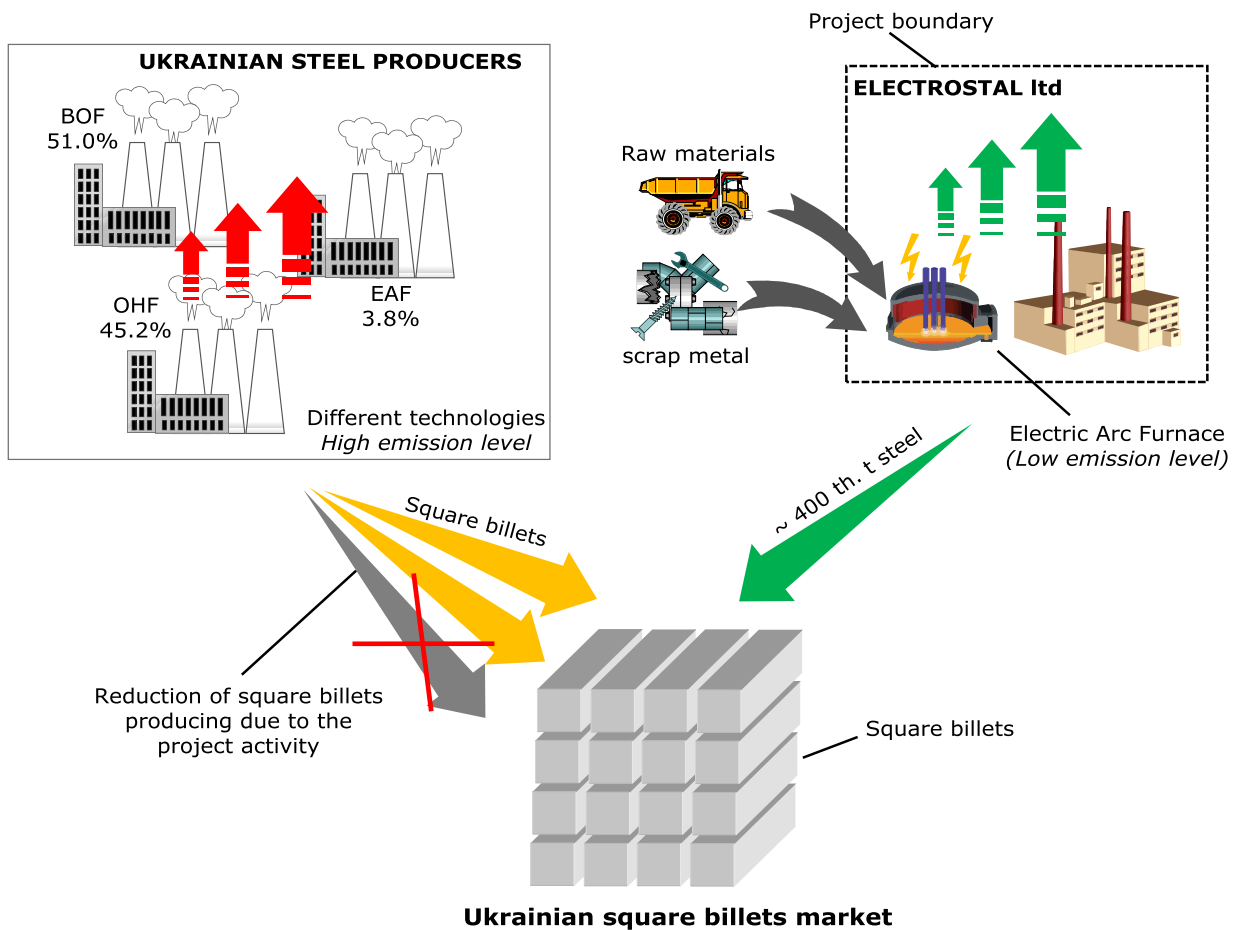 Project boundary
UKRAINIAN STEEL PRODUCERS
BOF
51.0%
EAF
3.8%
OHF
45.2%
Different technologies
High emission level
ELECTROSTAL ltd
Raw materials
scrap metal
Electric Arc Furnace
(Low emission level)
Square billets
~ 400 th. t steel
Reduction of square billets
producing due to the
project activity
Square billets
Ukrainian square billets market